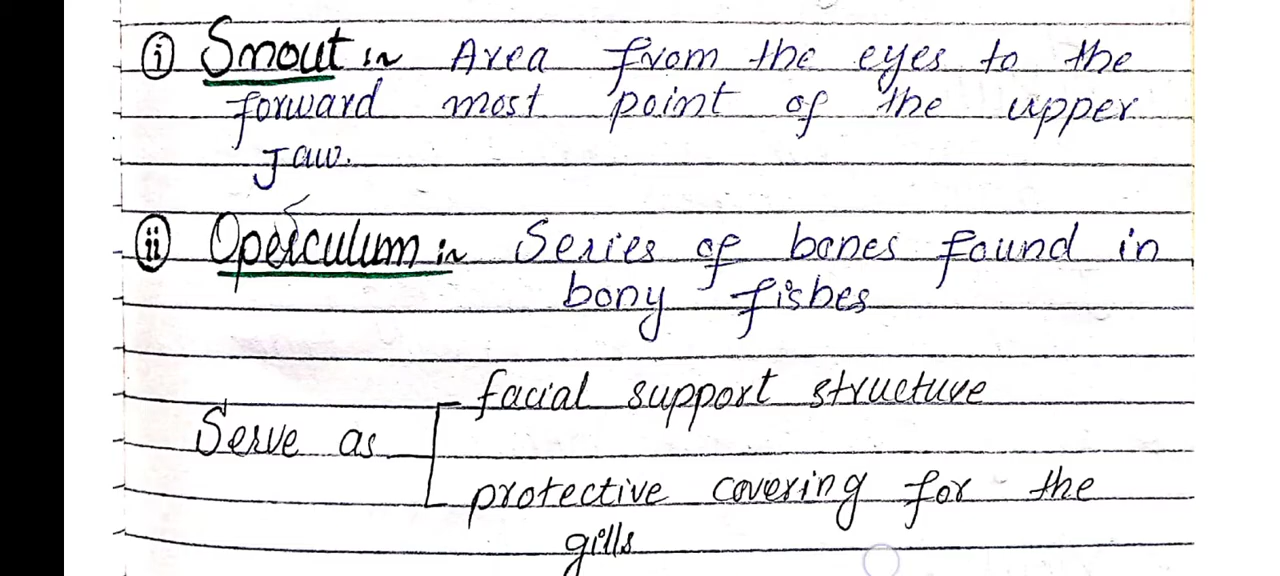 (i) Snout :~ Area from the eyes to the
forward most point of the upper
Jaw.
(ii) Operculum :~ Series of bones found in
bony fishes
facial support structure
Serve as
protective covering for the
gills